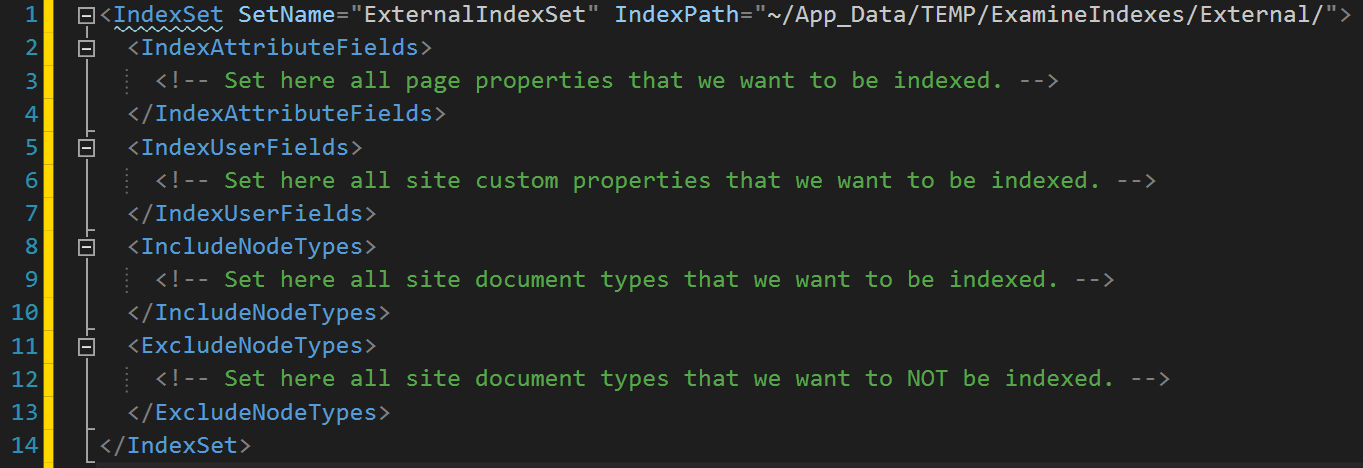 1 <IndexSet SetName="ExternalIndexSet" IndexPath="~/App_Data/TEMP/ExamineIndexes/External/">
2 <IndexAttributeFields>
3 <!-- Set here all page properties that we want to be indexed. -->
4 </IndexAttributeFields>
5 <IndexUserFields>
6 <!-- Set here all site custom properties that we want to be indexed. -->
7 </IndexUserFields>
8 <IncludeNodeTypes>
9 <!-- Set here all site document types that we want to be indexed. -->
10 </IncludeNodeTypes>
11 <ExcludeNodeTypes>
12 <!-- Set here all site document types that we want to NOT be indexed. -->
13 </ExcludeNodeTypes>
14 </IndexSet>